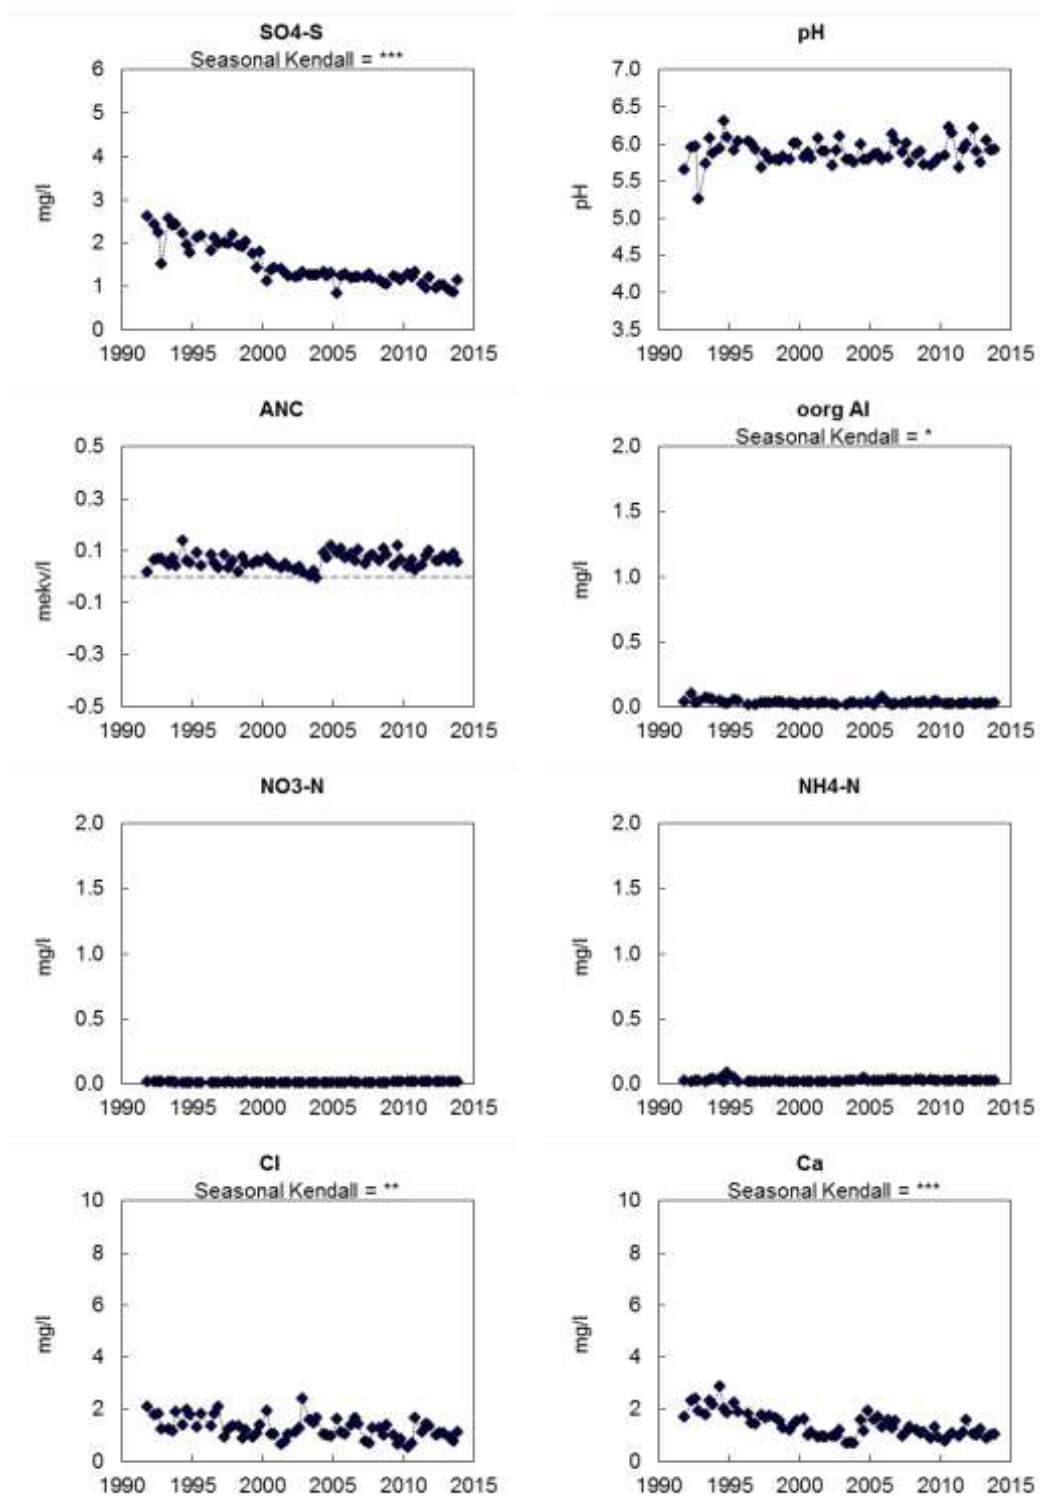 SO4-S
Seasonal Kendall = ***
mg/l
6
5
4
3
2
1
0
1990 1995 2000 2005 2010 2015
pH
pH
7.0
6.5
6.0
5.5
5.0
4.5
4.0
3.5
1990 1995 2000 2005 2010 2015
ANC
mekv/l
0.5
0.3
0.1
-0.1
-0.3
-0.5
1990 1995 2000 2005 2010 2015
oorg Al
Seasonal Kendall = *
mg/l
2.0
1.5
1.0
0.5
0.0
1990 1995 2000 2005 2010 2015
NO3-N
mg/l
2.0
1.5
1.0
0.5
0.0
1990 1995 2000 2005 2010 2015
NH4-N
mg/l
2.0
1.5
1.0
0.5
0.0
1990 1995 2000 2005 2010 2015
Cl
Seasonal Kendall = **
mg/l
10
8
6
4
2
0
1990 1995 2000 2005 2010 2015
Ca
Seasonal Kendall = ***
mg/l
10
8
6
4
2
0
1990 1995 2000 2005 2010 2015